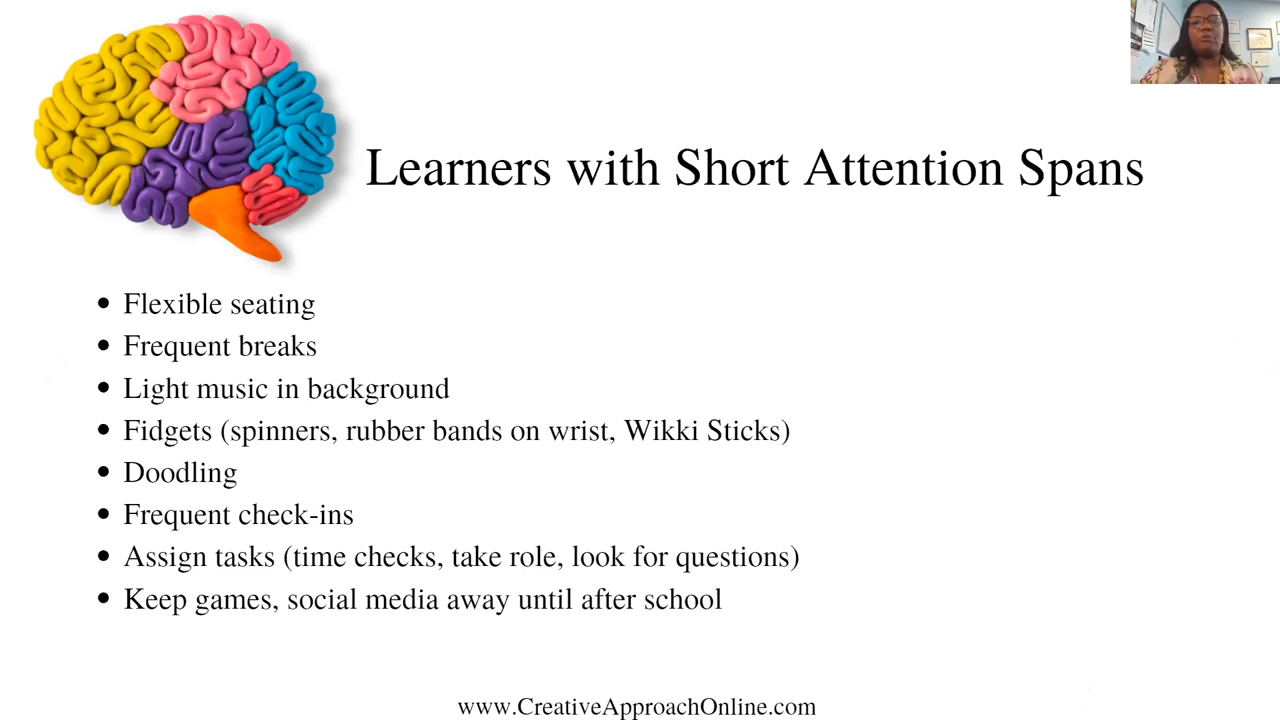 Learners with Short Attention Spans
• Flexible seating
• Frequent breaks
• Light music in background
• Fidgets (spinners, rubber bands on wrist, Wikki Sticks)
• Doodling
• Frequent check-ins
• Assign tasks (time checks, take role, look for questions)
• Keep games, social media away until after school
www.CreativeApproachOnline.com